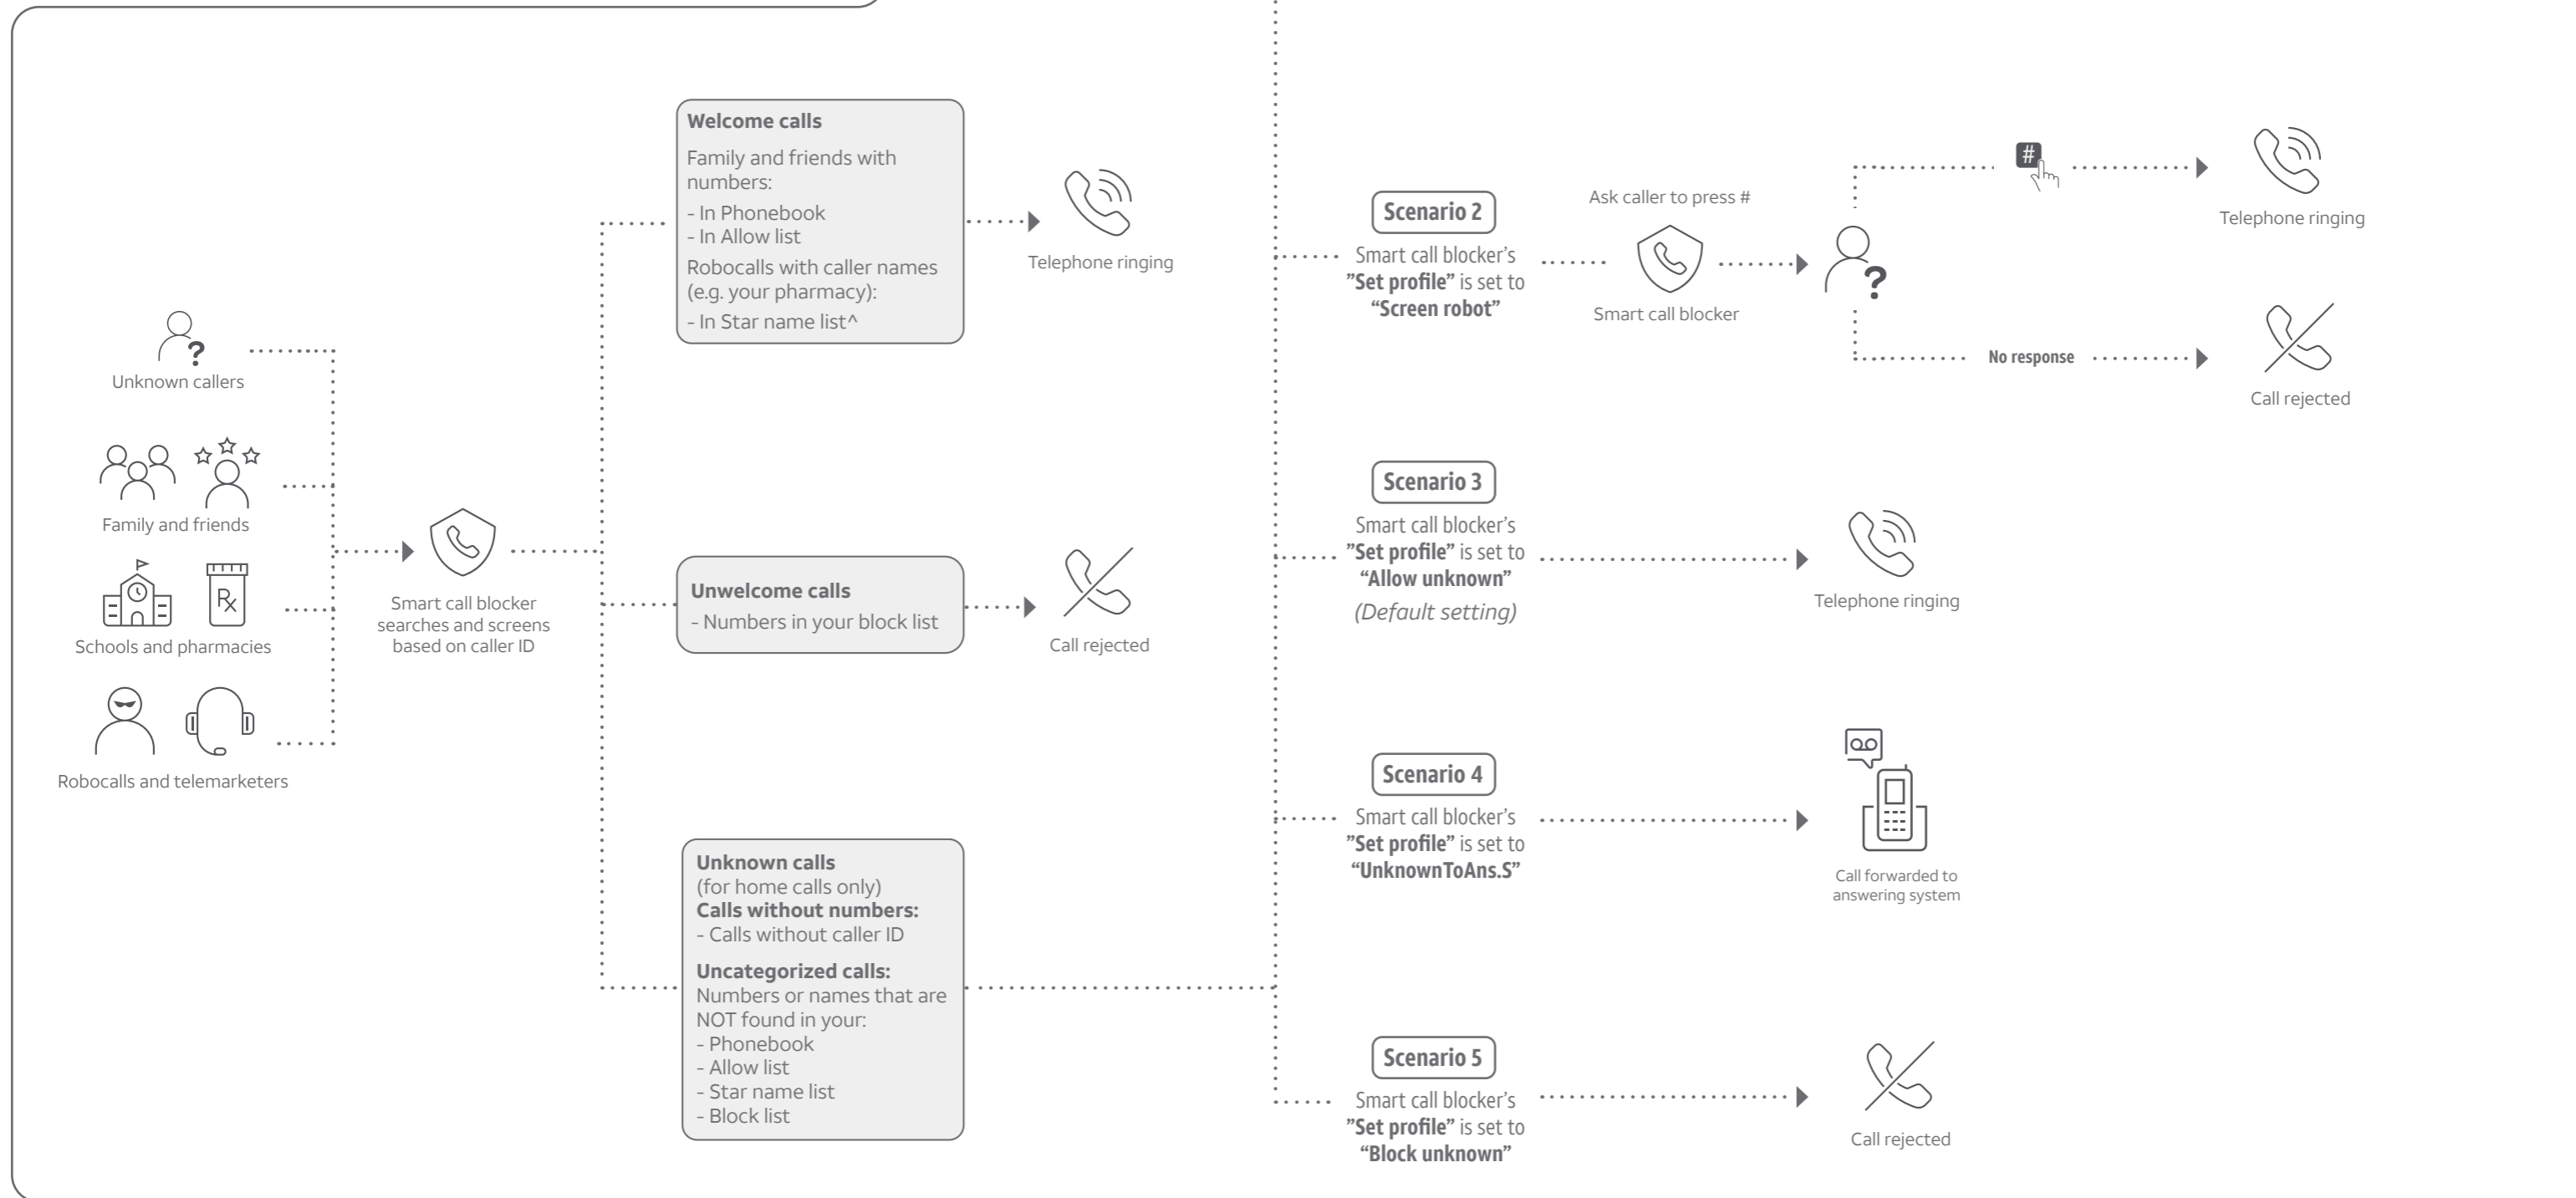 Unknown callers
Family and friends
Schools and pharmacies
Rx
Robocalls and telemarketers
Smart call blocker
searches and screens
based on caller ID
Welcome calls
Family and friends with
numbers:
- In Phonebook
- In Allow list
Robocalls with caller names
(e.g. your pharmacy):
- In Star name list^
Telephone ringing
Unwelcome calls
- Numbers in your block list
Call rejected
Unknown calls
(for home calls only)
Calls without numbers:
- Calls without caller ID
Uncategorized calls:
Numbers or names that are
NOT found in your:
- Phonebook
- Allow list
- Star name list
- Block list
Scenario 2
Smart call blocker’s
”Set profile” is set to
“Screen robot”
Ask caller to press #
Smart call blocker
?
#
Telephone ringing
No response
Call rejected
Scenario 3
Smart call blocker’s
”Set profile” is set to
“Allow unknown”
(Default setting)
Telephone ringing
Scenario 4
Smart call blocker’s
”Set profile” is set to
“UnknownToAns.S”
Call forwarded to
answering system
Scenario 5
Smart call blocker’s
”Set profile” is set to
“Block unknown”
Call rejected